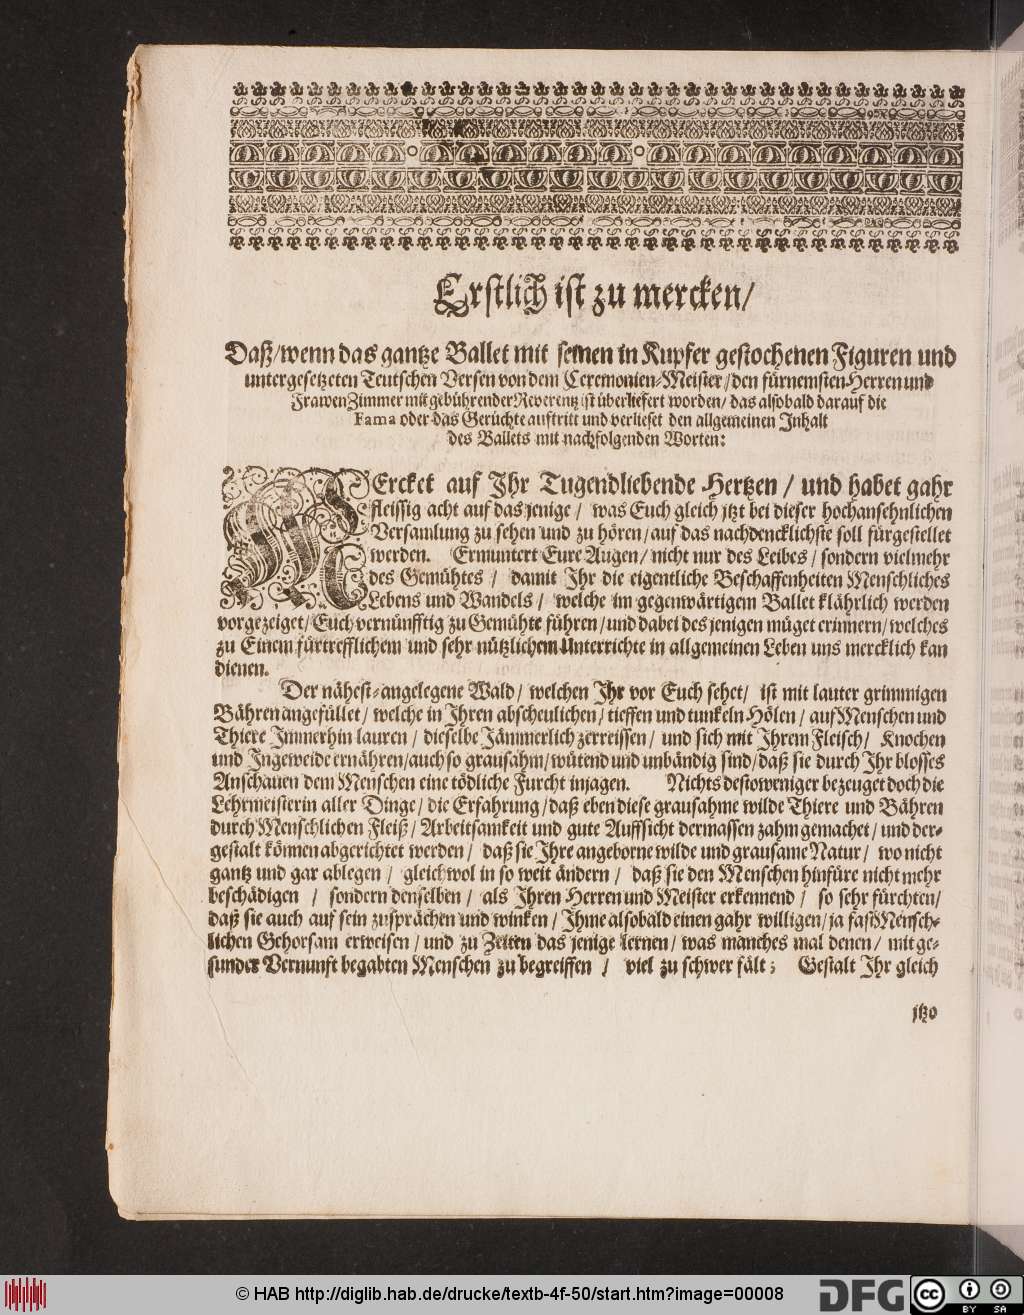 Erstlich ist zu mercken/
Daß/wenn das gantze Ballet mit seinen in Kupfer gestochenen Figuren und
untergesetzeten Teutschen Versen von dem Ceremonien-Meister/den fürnemsten Herren und
FrawenZimmer mit gebührender Reverentz ist überliefert worden/ das alsobald darauf die
Fama oder das Gerüchte auftritt und verlieset den allgemeinen Inhalt
des Ballets mit nachfolgenden Worten:
MErcket auf Ihr Tugendliebende Hertzen / und habet gahr
fleissig acht auf das jenige / was Euch gleich jtzt bei dieser hochansehnlichen
Versamlung zu sehen und zu hören/auf das nachdencklichste soll fürgestellet
werden. Ermuntert Eure Augen/ nicht nur des Leibes / sondern vielmehr
des Gemühtes / damit Ihr die eigentliche Beschaffenheiten Menschliches
Lebens und Wandels / welche im gegenwärtigem Ballet klährlich werden
vorgezeiget/Euch vernünfftig zu Gemühte führen/und dabei des jenigen müget erinnern/welches
zu Einem fürtrefflichem und sehr nützlichem Unterrichte in allgemeinen Leben uns mercklich kan
dienen.
Der nähest-angelegene Wald/ welchen Ihr vor Euch sehet/ ist mit lauter grimmigen
Bähren angefüllet/ welche in Ihren abscheulichen/ tieffen und tunkeln Hölen/ auf Menschen und
Thiere Immerhin lauren / dieselbe Jämmerlich zerreissen/ und sich mit Ihrem Fleisch/ Knochen
und Ingeweide ernähren/auch so grausahm/wütend und unbändig sind/daß sie durch Ihr blosses
Anschauen dem Menschen eine tödliche Furcht injagen. Nichts destoweniger bezeuget doch die
Lehrmeisterin aller Dinge/ die Erfahrung/daß eben diese grausahme wilde Thiere und Bähren
durch Menschlichen Fleiß/ Arbeitsamkeit und gute Auffsicht dermassen zahm gemachet/ und der-
gestalt können abgerichtet werden/ daß sie Ihre angeborne wilde und grausame Natur/ wo nicht
gantz und gar ablegen / gleichwol in so weit ändern / daß sie den Menschen hinfüre nicht mehr
beschädigen / sondern denselben / als Ihren Herren und Meister erkennend / so sehr fürchten/
daß sie auch auf sein zusprächen und winken/ Ihme alsobald einen gahr willigen/ja fast Mensch-
lichen Gehorsam erweisen/ und zu Zeiten das jenige lernen/ was manches mal denen/ mit ge-
sunder Vernunft begabten Menschen zu begreiffen / viel zu schwer fält; Gestalt Ihr gleich
jtzo
© HAB http://diglib.hab.de/drucke/textb-4f-50/start.htm?image=00008
DFG
cc
BY SA